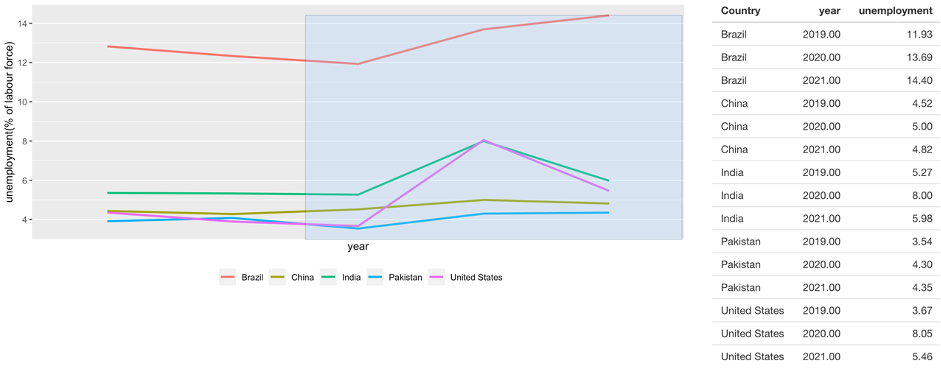 unemployment(% of labour force)
14
12
10
8
6
4
year
Brazil China India Pakistan United States
Country year unemployment
Brazil 2019.00 11.93
Brazil 2020.00 13.69
Brazil 2021.00 14.40
China 2019.00 4.52
China 2020.00 5.00
China 2021.00 4.82
India 2019.00 5.27
India 2020.00 8.00
India 2021.00 5.98
Pakistan 2019.00 3.54
Pakistan 2020.00 4.30
Pakistan 2021.00 4.35
United States 2019.00 3.67
United States 2020.00 8.05
United States 2021.00 5.46